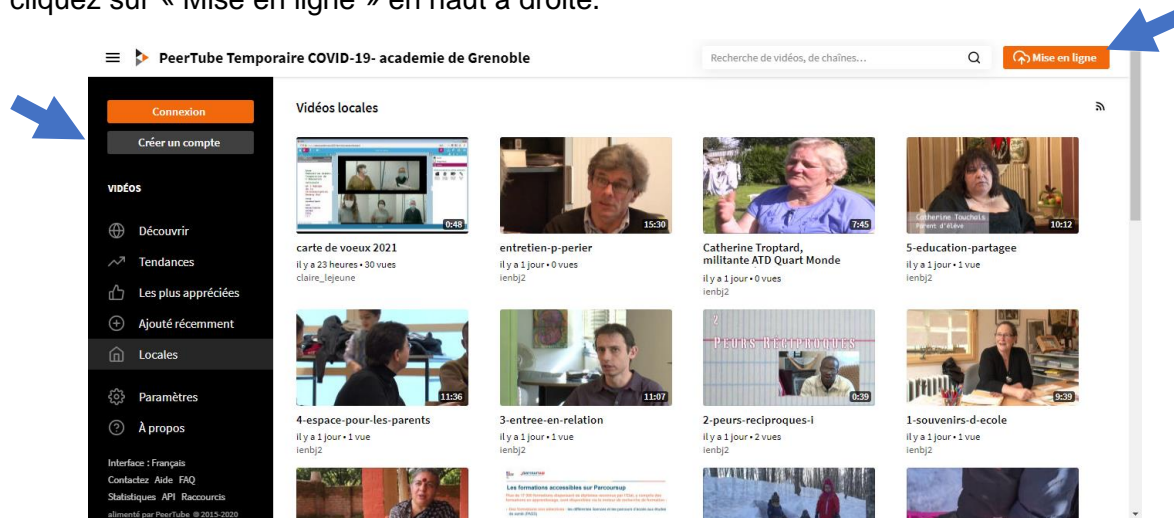 cliquez sur « Mise en ligne » en haut à droite.
PeerTube Temporaire COVID-19- academie de Grenoble
Recherche de vidéos, de chaînes...
Mise en ligne
Connexion
Créer un compte
VIDÉOS
Découvrir
Tendances
Les plus appréciées
Ajouté récemment
Locales
Paramètres
À propos
Interface : Français
Contactez Aide FAQ
Statistiques API Raccourcis
alimenté par PeerTube @ 2015-2020
Vidéos locales
0:48
carte de voeux 2021
il y a 23 heures • 30 vues
claire_lejeune
15:30
entretien-p-perier
il y a 1 jour • 0 vues
ienbj2
7:45
Catherine Troptard,
militante ATD Quart Monde
il y a 1 jour • 0 vues
ienbj2
Catherine Touchals
Parent d'élève
10:12
5-education-partagee
il y a 1 jour • 1 vue
ienbj2
11:36
4-espace-pour-les-parents
il y a 1 jour • 1 vue
ienbj2
11:07
3-entree-en-relation
il y a 1 jour • 1 vue
ienbj2
2
PEURS RÉCIPROQUES
0:39
2-peurs-reciproques-i
il y a 1 jour • 2 vues
ienbj2
9:39
1-souvenirs-d-ecole
il y a 1 jour • 1 vue
ienbj2
Les formations accessibles sur Parcoursup